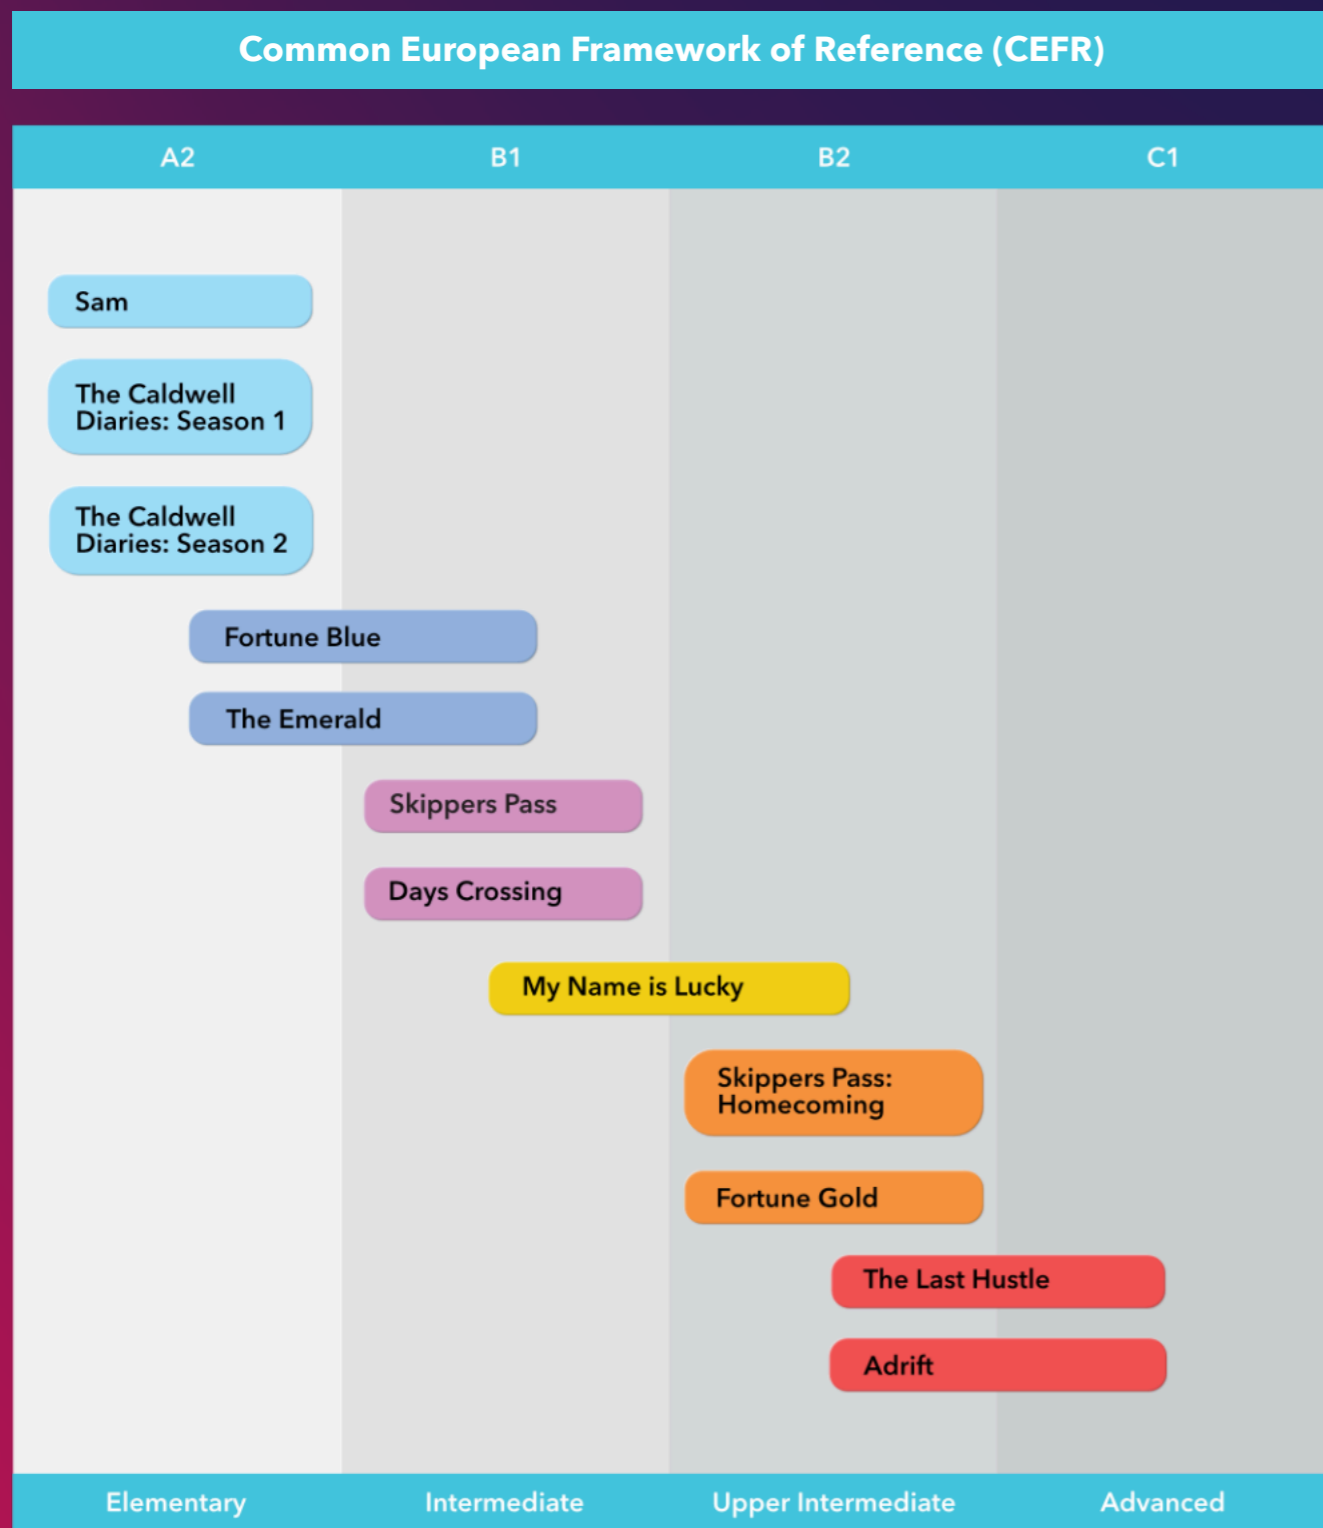 Common European Framework of Reference (CEFR)
A2 B1 B2 C1
Sam
The Caldwell
Diaries: Season 1
The Caldwell
Diaries: Season 2
Fortune Blue
The Emerald
Skippers Pass
Days Crossing
My Name is Lucky
Skippers Pass:
Homecoming
Fortune Gold
The Last Hustle
Adrift
Elementary Intermediate Upper Intermediate Advanced